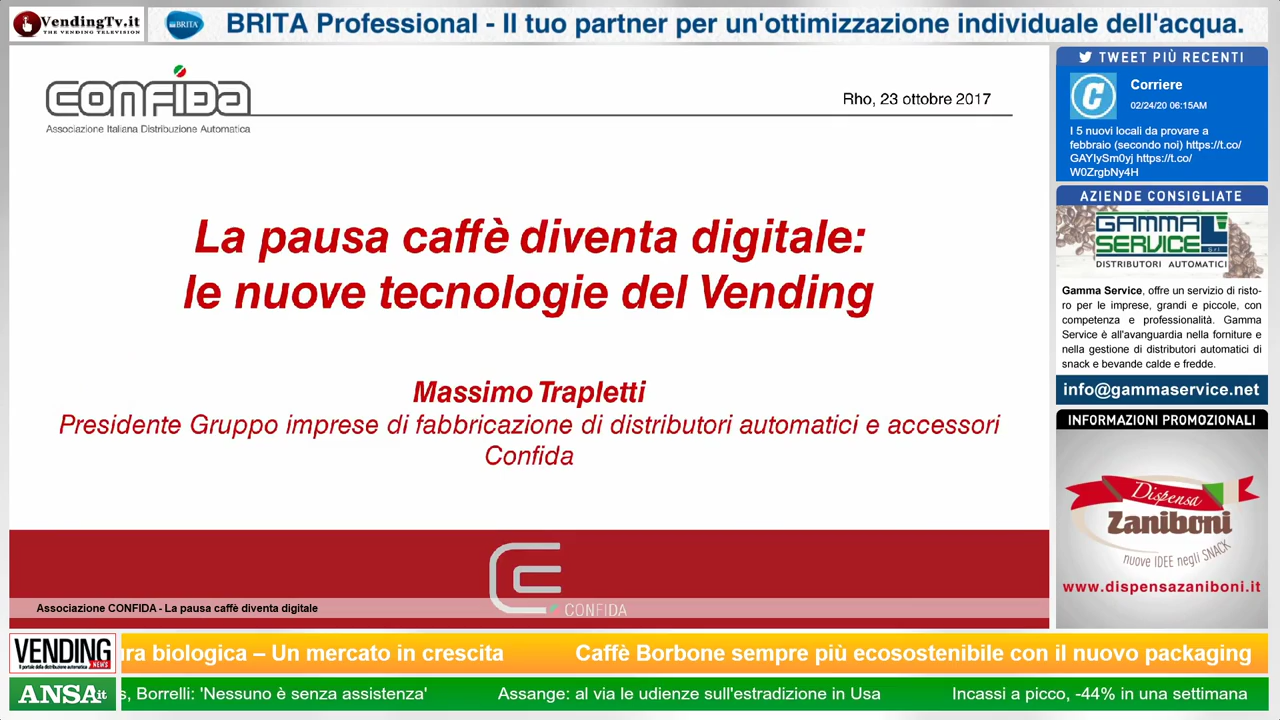 VendingTv.it
THE VENDING TELEVISION
BRITA
BRITA Professional - Il tuo partner per un'ottimizzazione individuale dell'acqua.
CONFIDA
Associazione Italiana Distribuzione Automatica
Rho, 23 ottobre 2017
La pausa caffè diventa digitale:
le nuove tecnologie del Vending
Massimo Trapletti
Presidente Gruppo imprese di fabbricazione di distributori automatici e accessori
Confida
CONFIDA
Associazione CONFIDA - La pausa caffè diventa digitale
TWEET PIÙ RECENTI
Corriere
02/24/20 06:15AM
I 5 nuovi locali da provare a
febbraio (secondo noi) https://t.co/
GAYlySm0yj https://t.co/
W0ZrgbNy4H
AZIENDE CONSIGLIATE
GAMMA
SERVICE Srl
DISTRIBUTORI AUTOMATICI
Gamma Service, offre un servizio di risto-
ro per le imprese, grandi e piccole, con
competenza e professionalità. Gamma
Service è all'avanguardia nella forniture e
nella gestione di distributori automatici di
snack e bevande calde e fredde.
info@gammaservice.net
INFORMAZIONI PROMOZIONALI
Dispensa
Zaniboni
nuove IDEE negli SNACK
www.dispensazaniboni.it
VENDING
NEWS
Il portale della distribuzione automatica
ura biologica – Un mercato in crescita
Caffè Borbone sempre più ecosostenibile con il nuovo packaging
ANSA.it
s, Borrelli: 'Nessuno è senza assistenza'
Assange: al via le udienze sull'estradizione in Usa
Incassi a picco, -44% in una settimana